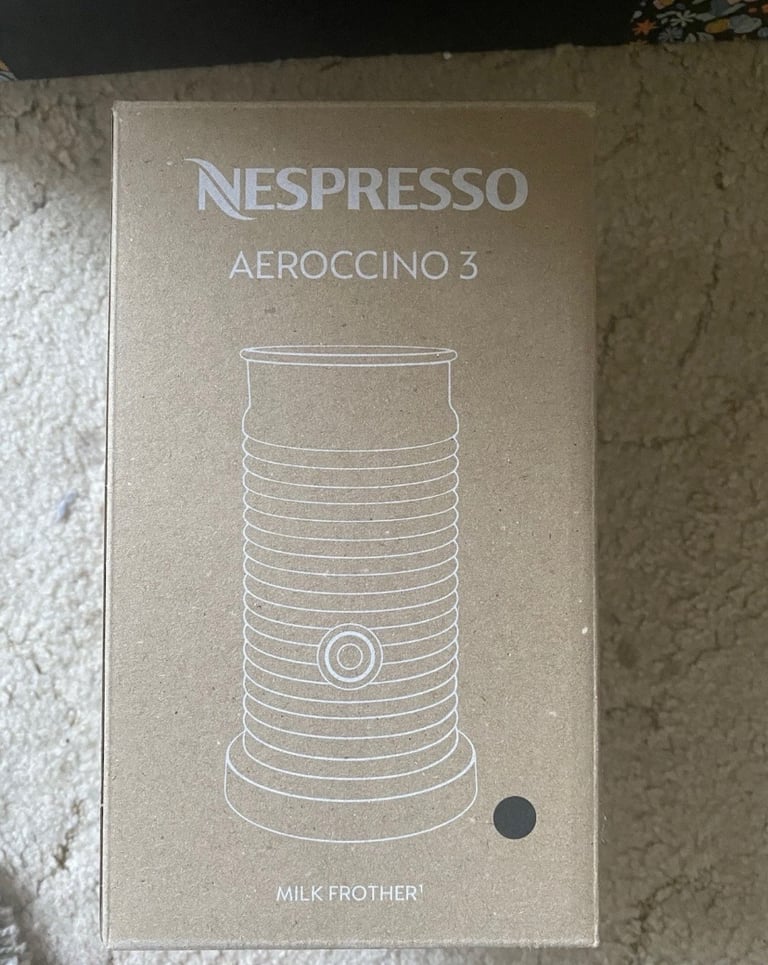 NESPRESSO
AEROCCINO 3
MILK FROTHER¹